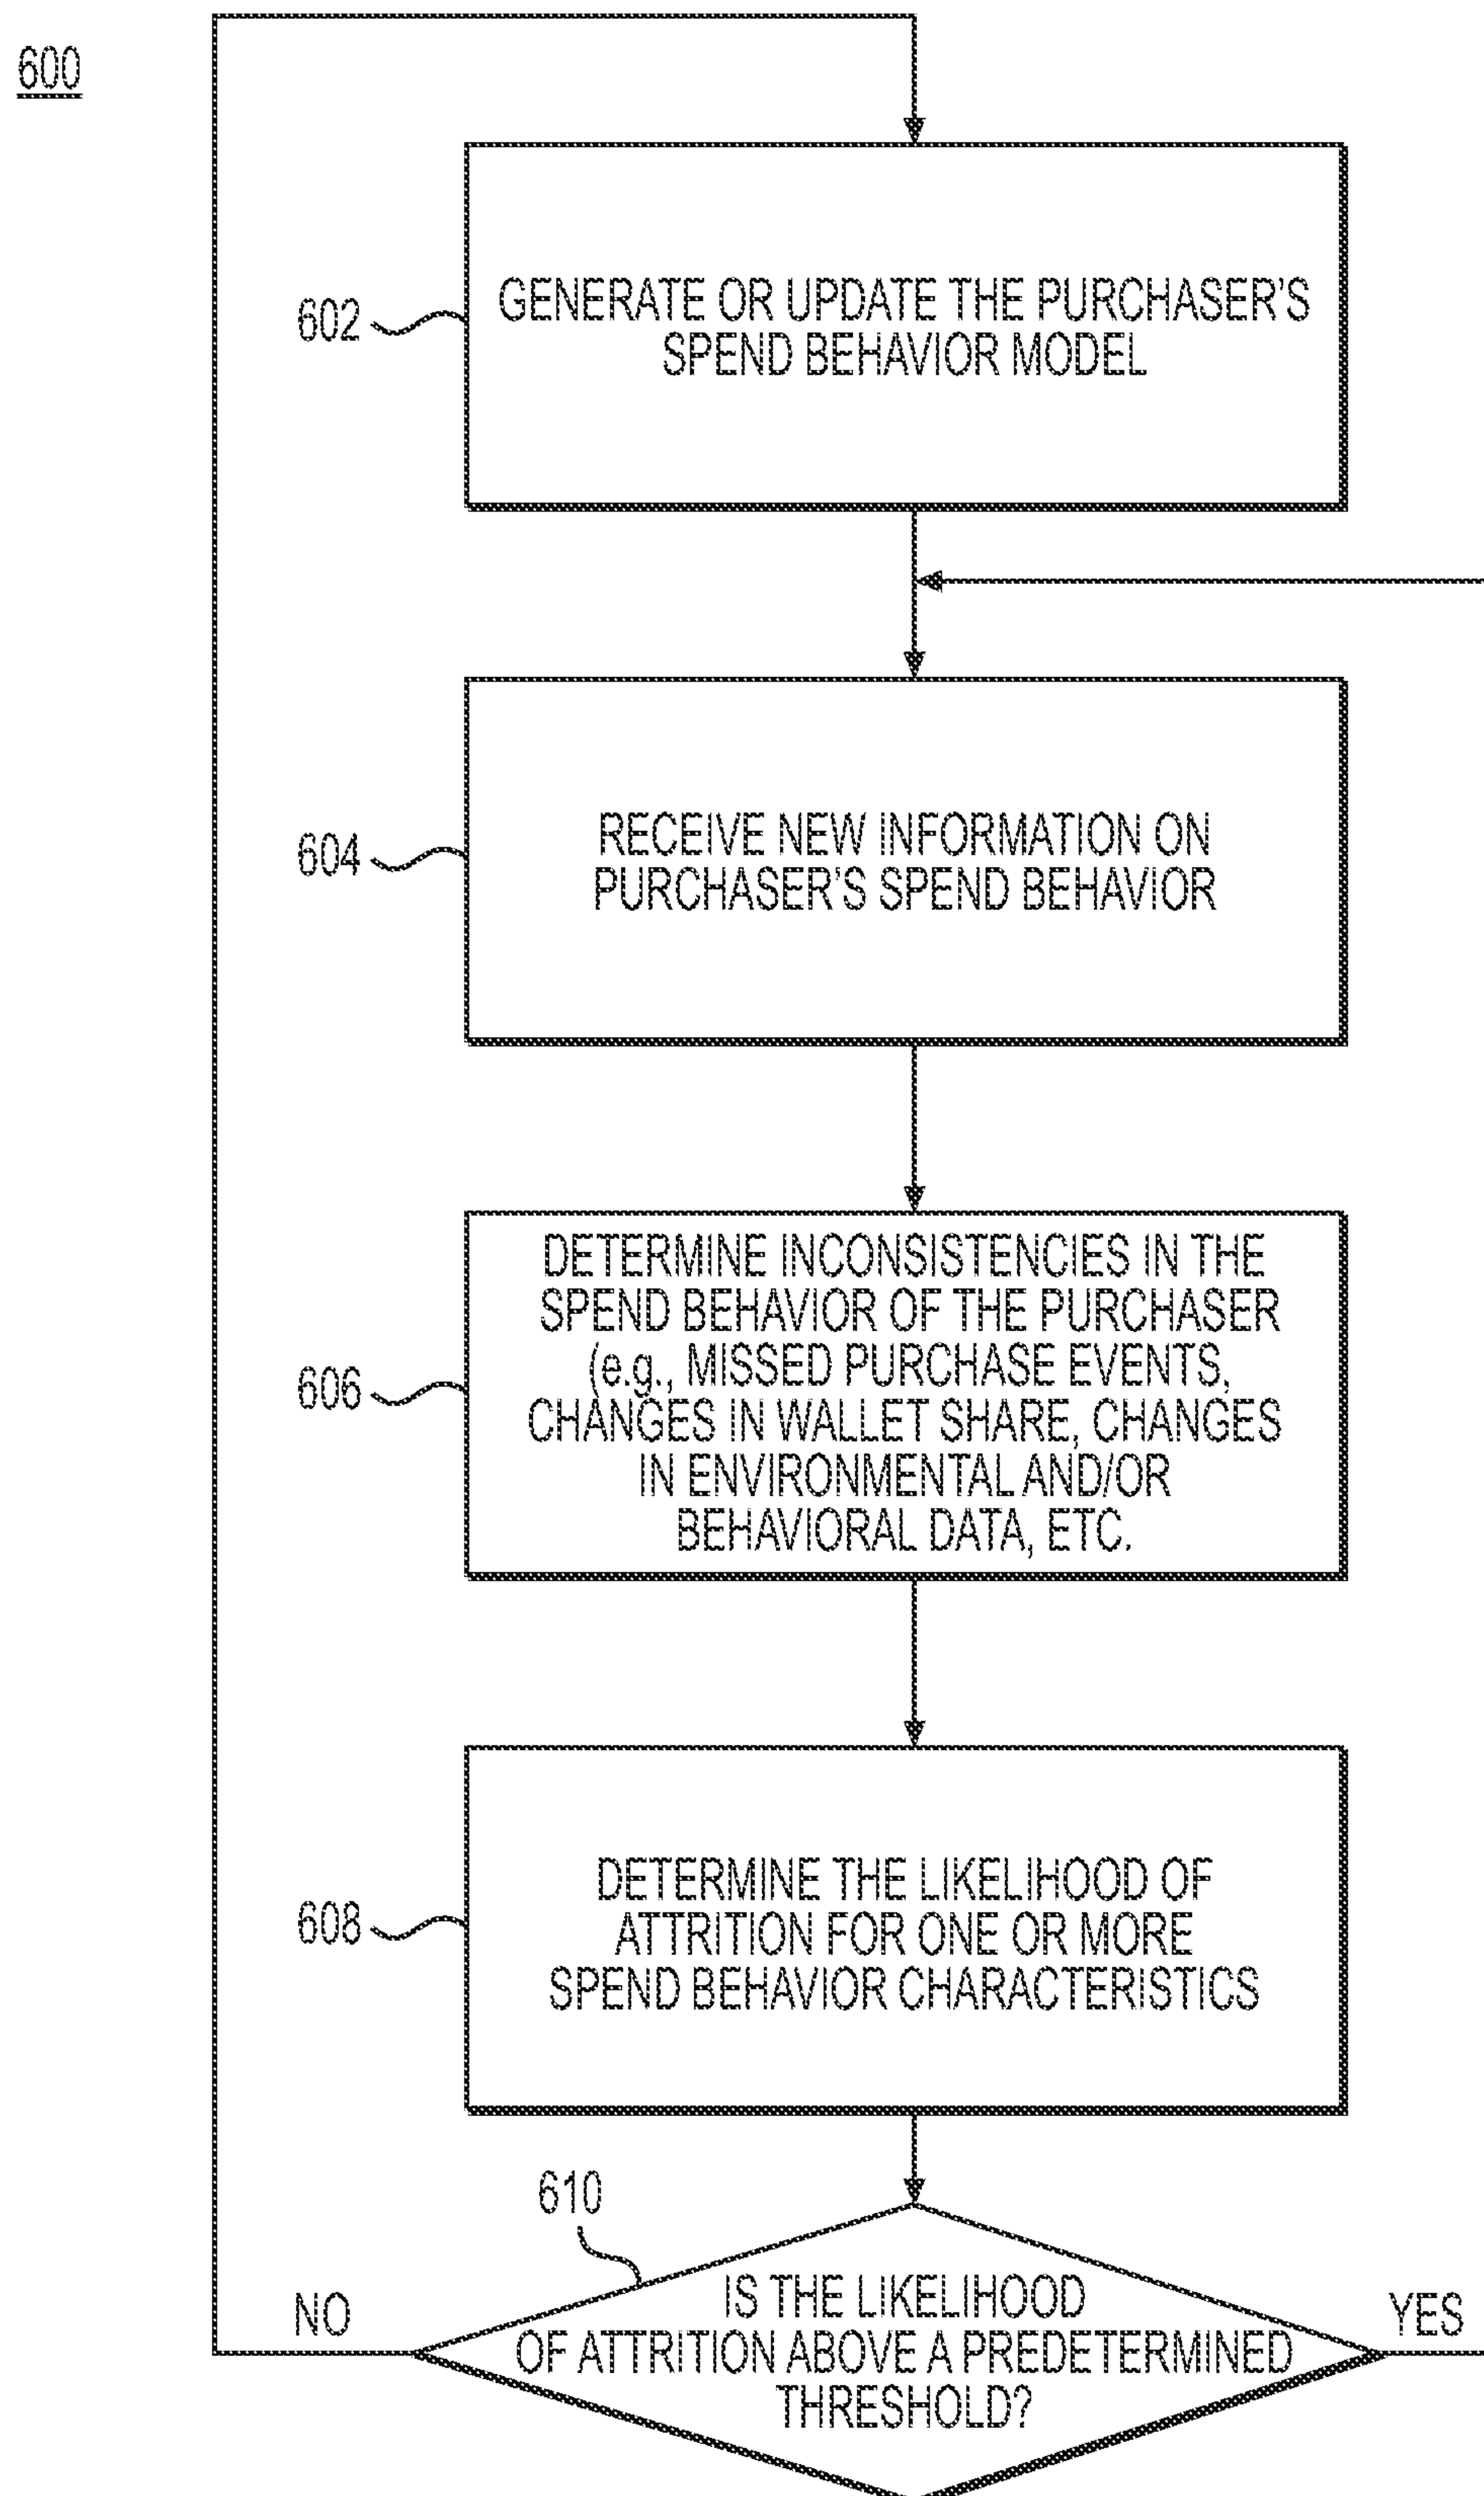 600
602
GENERATE OR UPDATE THE PURCHASER'S
SPEND BEHAVIOR MODEL
604
RECEIVE NEW INFORMATION ON
PURCHASER'S SPEND BEHAVIOR
606
DETERMINE INCONSISTENCIES IN THE
SPEND BEHAVIOR OF THE PURCHASER
(e.g., MISSED PURCHASE EVENTS,
CHANGES IN WALLET SHARE, CHANGES
IN ENVIRONMENTAL AND/OR
BEHAVIORAL DATA, ETC.
608
DETERMINE THE LIKELIHOOD OF
ATTRITION FOR ONE OR MORE
SPEND BEHAVIOR CHARACTERISTICS
610
NO
IS THE LIKELIHOOD
OF ATTRITION ABOVE A PREDETERMINED
THRESHOLD?
YES